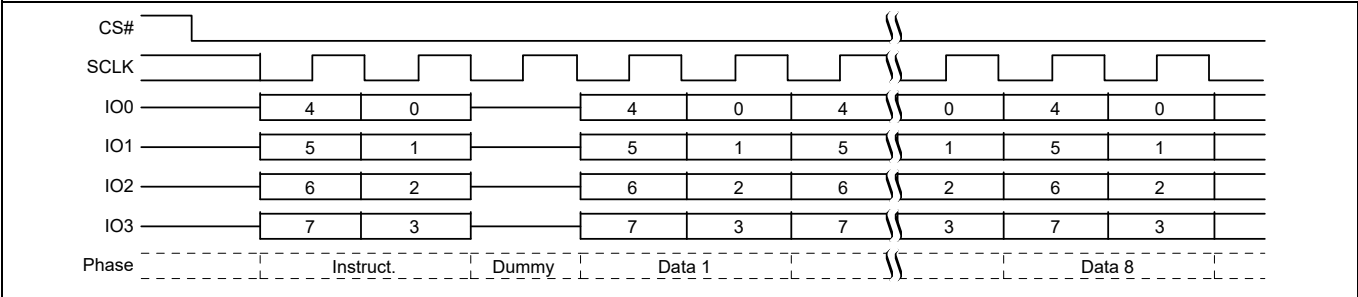 CS#
SCLK
IO0 4 0 4 0 4 0 4 0
IO1 5 1 5 1 5 1 5 1
IO2 6 2 6 2 6 2 6 2
IO3 7 3 7 3 7 3 7 3
Phase Instruct. Dummy Data 1 Data 8